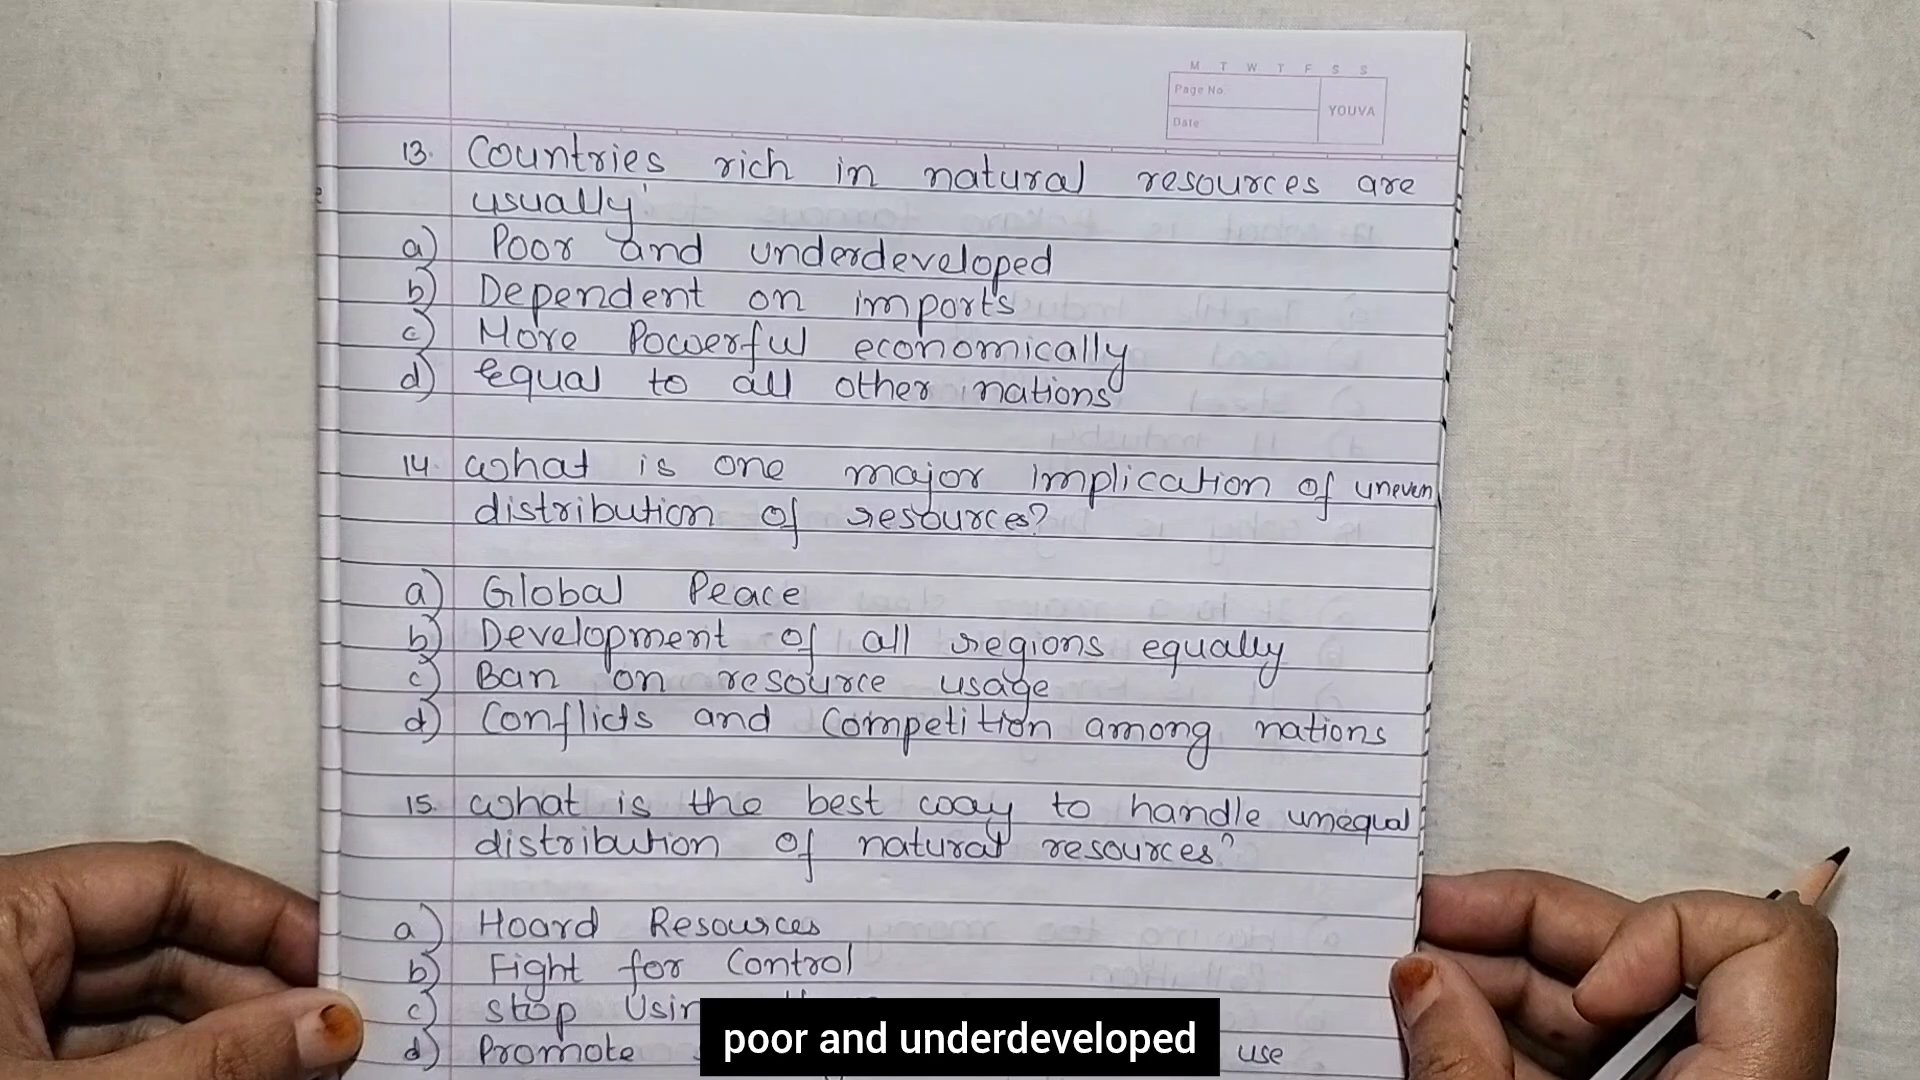 M T W T F S S
Page No.
YOUVA
Date
13. Countries rich in natural resources are
usually
a) Poor and underdeveloped
b) Dependent on imports
c) More Powerful economically
d) Equal to all other nations
14. What is one major implication of uneven
distribution of resources?
a) Global Peace
b) Development of all regions equally
c) Ban on resource usage
d) Conflicts and Competition among nations
15. What is the best way to handle unequal
distribution of natural resources?
a) Hoard Resources
b) Fight for Control
c) Stop
d) Promote use
poor and underdeveloped